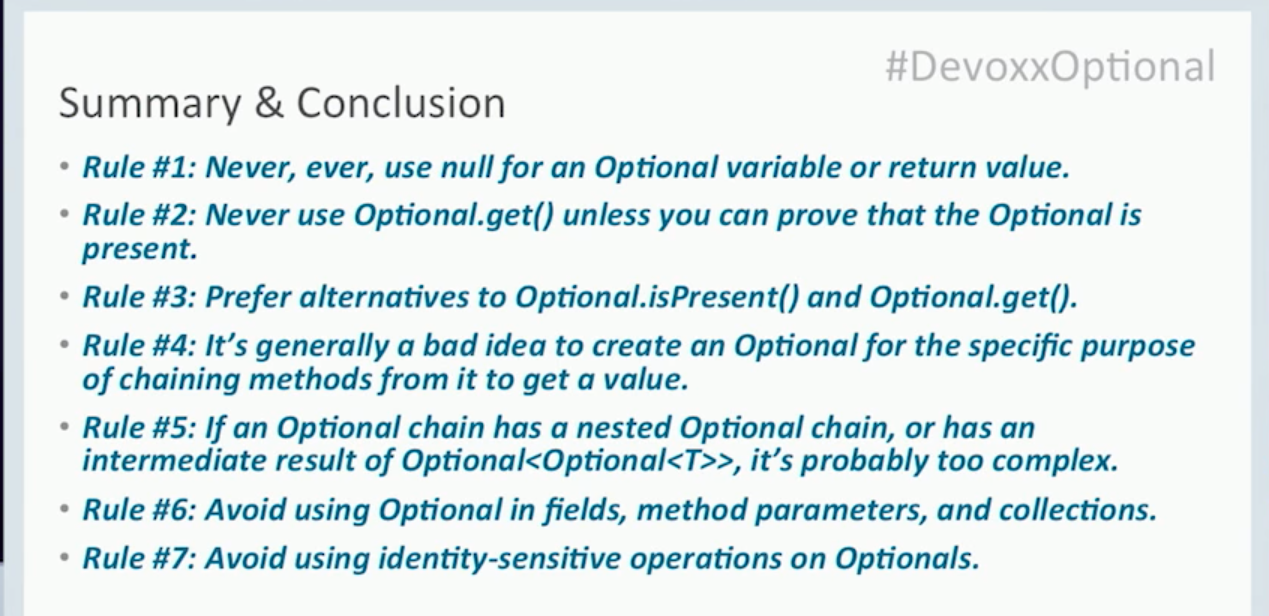 #DevoxxOptional
Summary & Conclusion
• Rule #1: Never, ever, use null for an Optional variable or return value.
• Rule #2: Never use Optional.get() unless you can prove that the Optional is
present.
• Rule #3: Prefer alternatives to Optional.isPresent() and Optional.get().
• Rule #4: It’s generally a bad idea to create an Optional for the specific purpose
of chaining methods from it to get a value.
• Rule #5: If an Optional chain has a nested Optional chain, or has an
intermediate result of Optional<Optional<T>>, it’s probably too complex.
• Rule #6: Avoid using Optional in fields, method parameters, and collections.
• Rule #7: Avoid using identity-sensitive operations on Optionals.